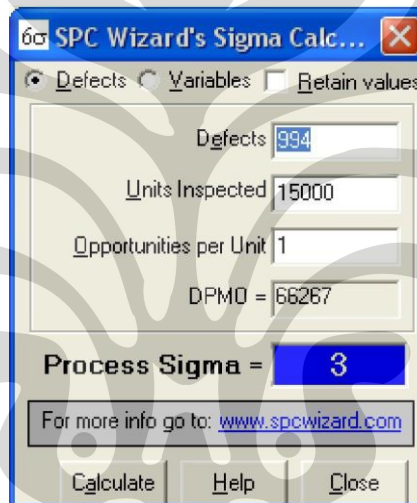 6σ SPC Wizard's Sigma Calc...
Defects Variables Retain values
Defects 994
Units Inspected 15000
Opportunities per Unit 1
DPMO = 66267
Process Sigma = 3
For more info go to: www.spcwizard.com
Calculate Help Close